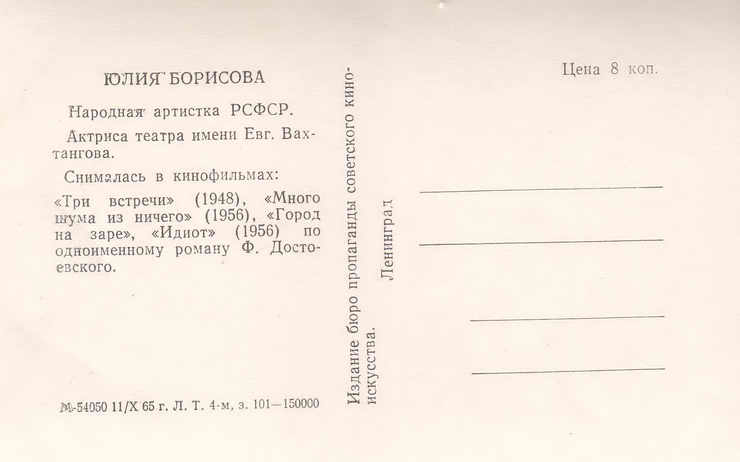 ЮЛИЯ БОРИСОВА
Народная артистка РСФСР.
Актриса театра имени Евг. Вах-
тангова.
Снималась в кинофильмах:
«Три встречи» (1948), «Много
шума из ничего» (1956), «Город
на заре», «Идиот» (1956) по
одноименному роману Ф. Досто-
евского.
№-54050 11/X 65 г. Л. Т. 4-м, з. 101—150000
Издание бюро пропаганды советского кино-
искусства.
Ленинград
Цена 8 коп.